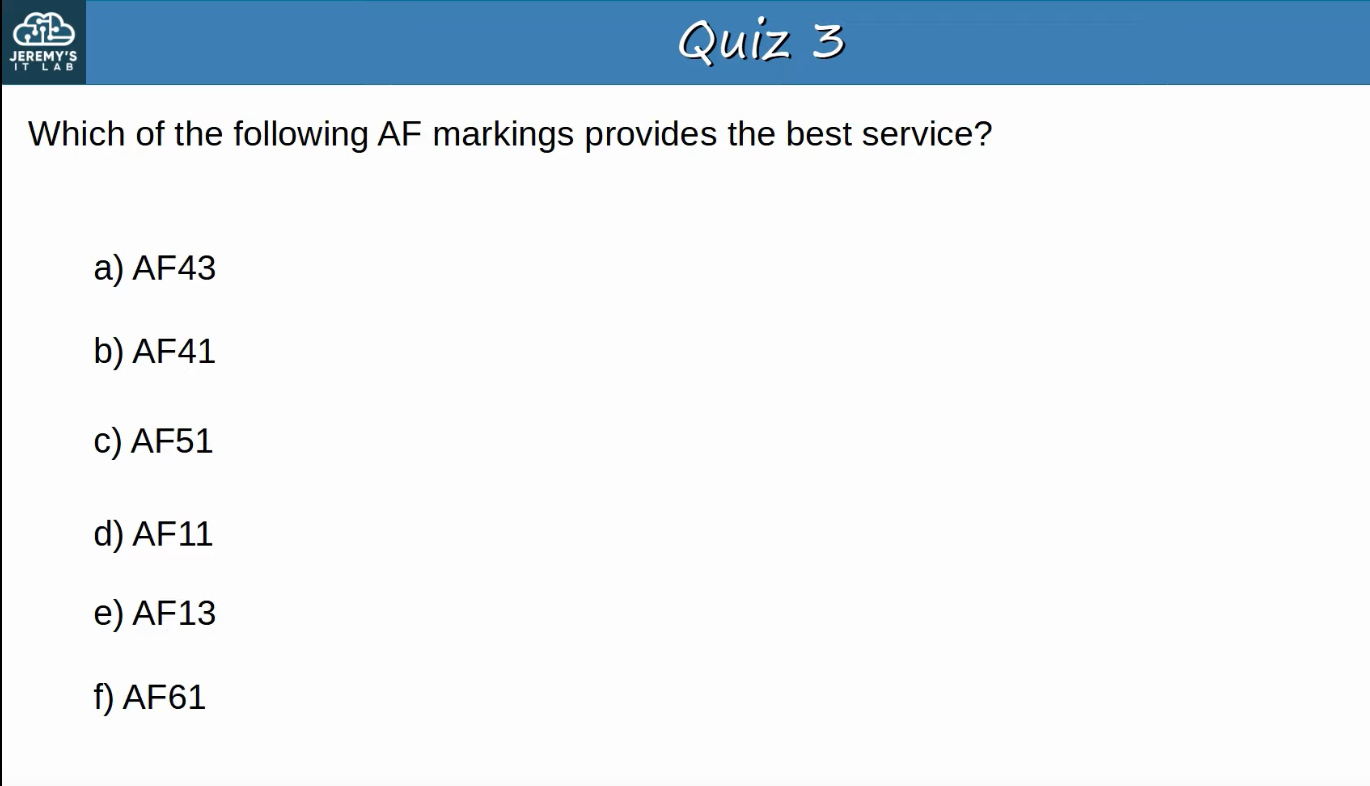 JEREMY'S
IT LAB
Quiz 3
Which of the following AF markings provides the best service?
a) AF43
b) AF41
c) AF51
d) AF11
e) AF13
f) AF61